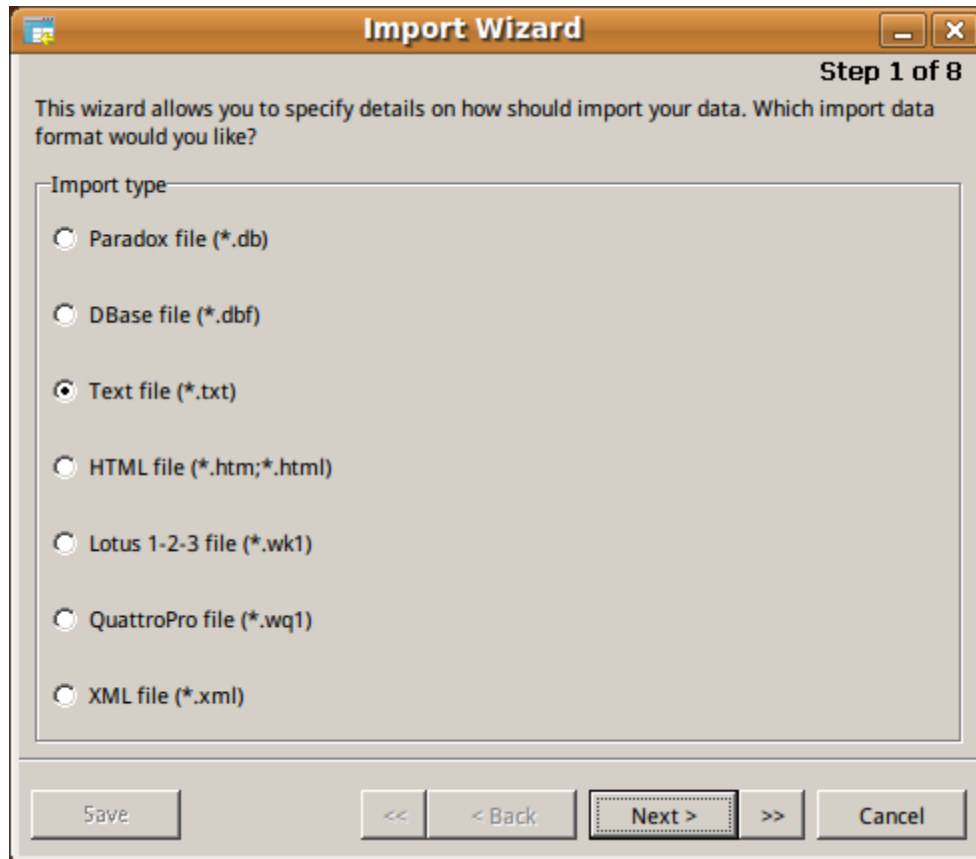 Import Wizard
Step 1 of 8
This wizard allows you to specify details on how should import your data. Which import data
format would you like?
Import type
Paradox file (*.db)
DBase file (*.dbf)
Text file (*.txt)
HTML file (*.htm;*.html)
Lotus 1-2-3 file (*.wk1)
QuattroPro file (*.wq1)
XML file (*.xml)
Save << < Back Next > >> Cancel